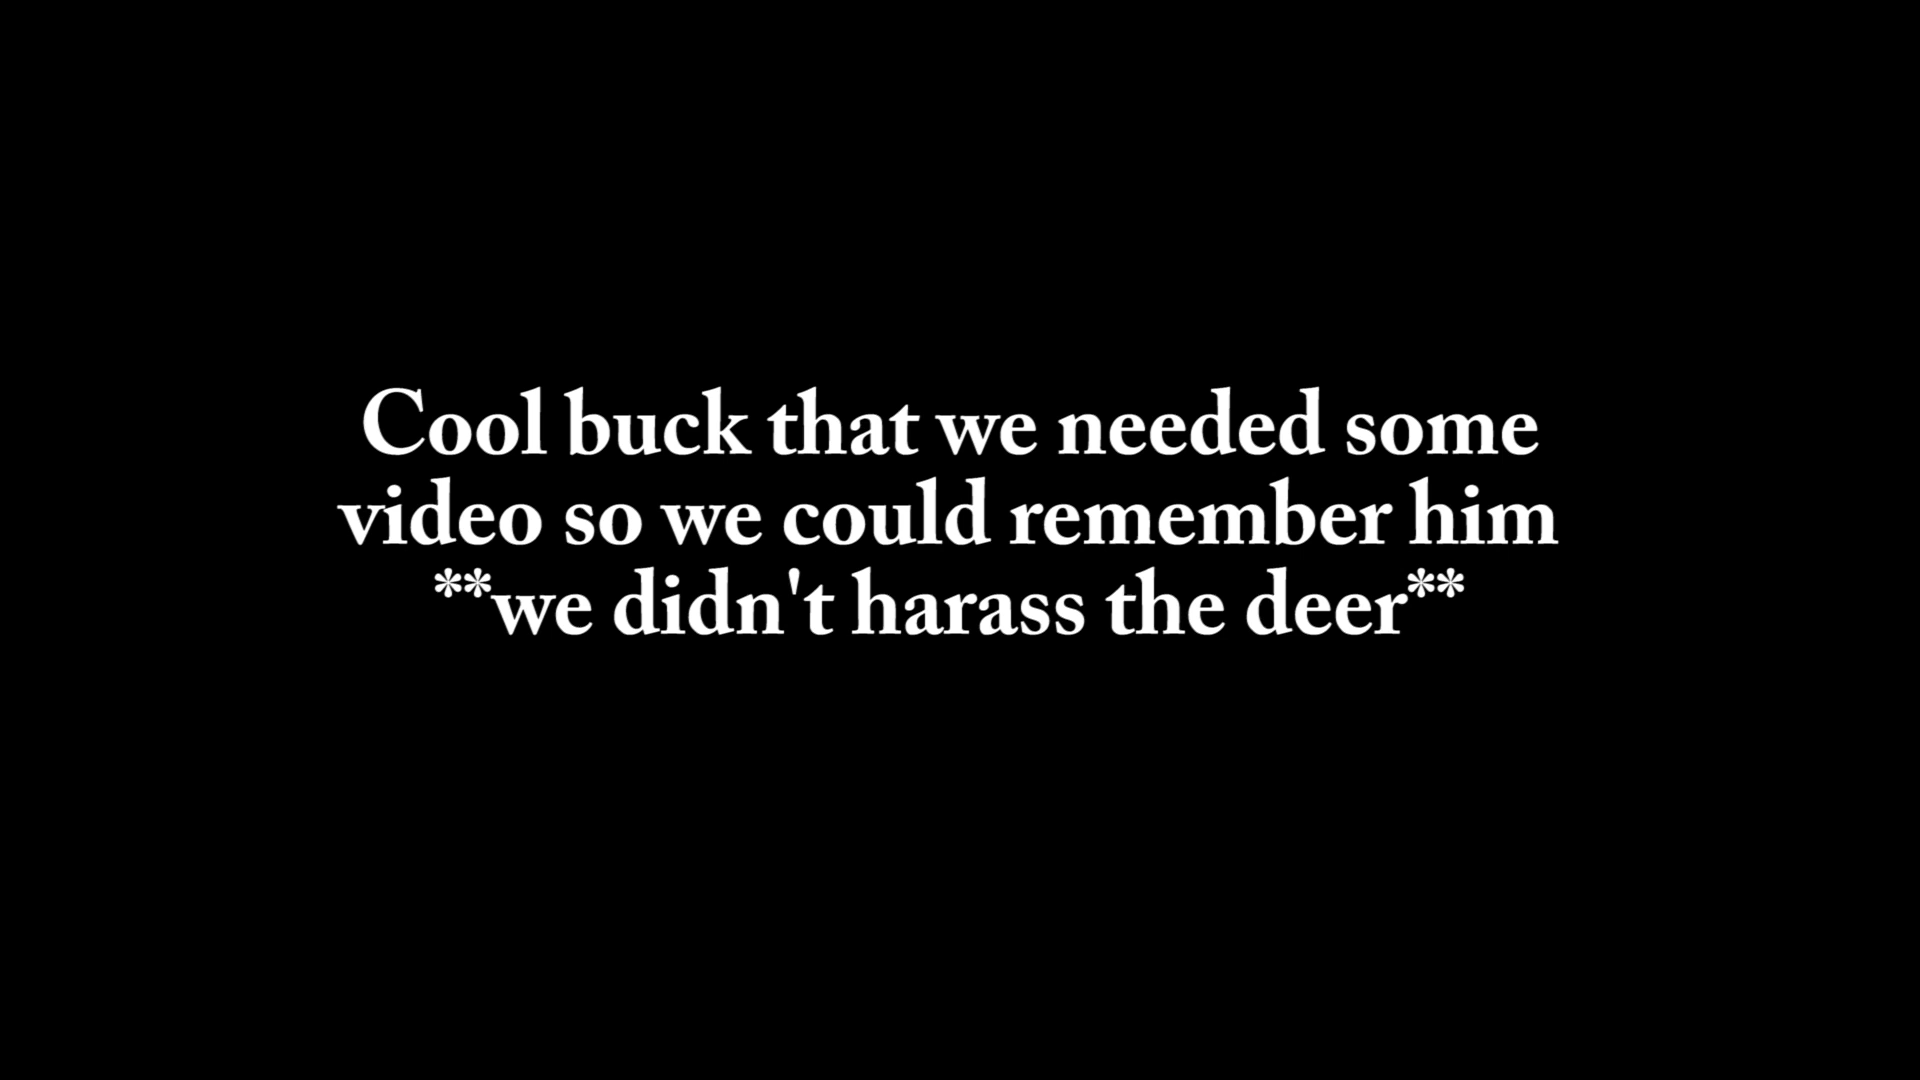 Cool buck that we needed some
video so we could remember him
**we didn't harass the deer**